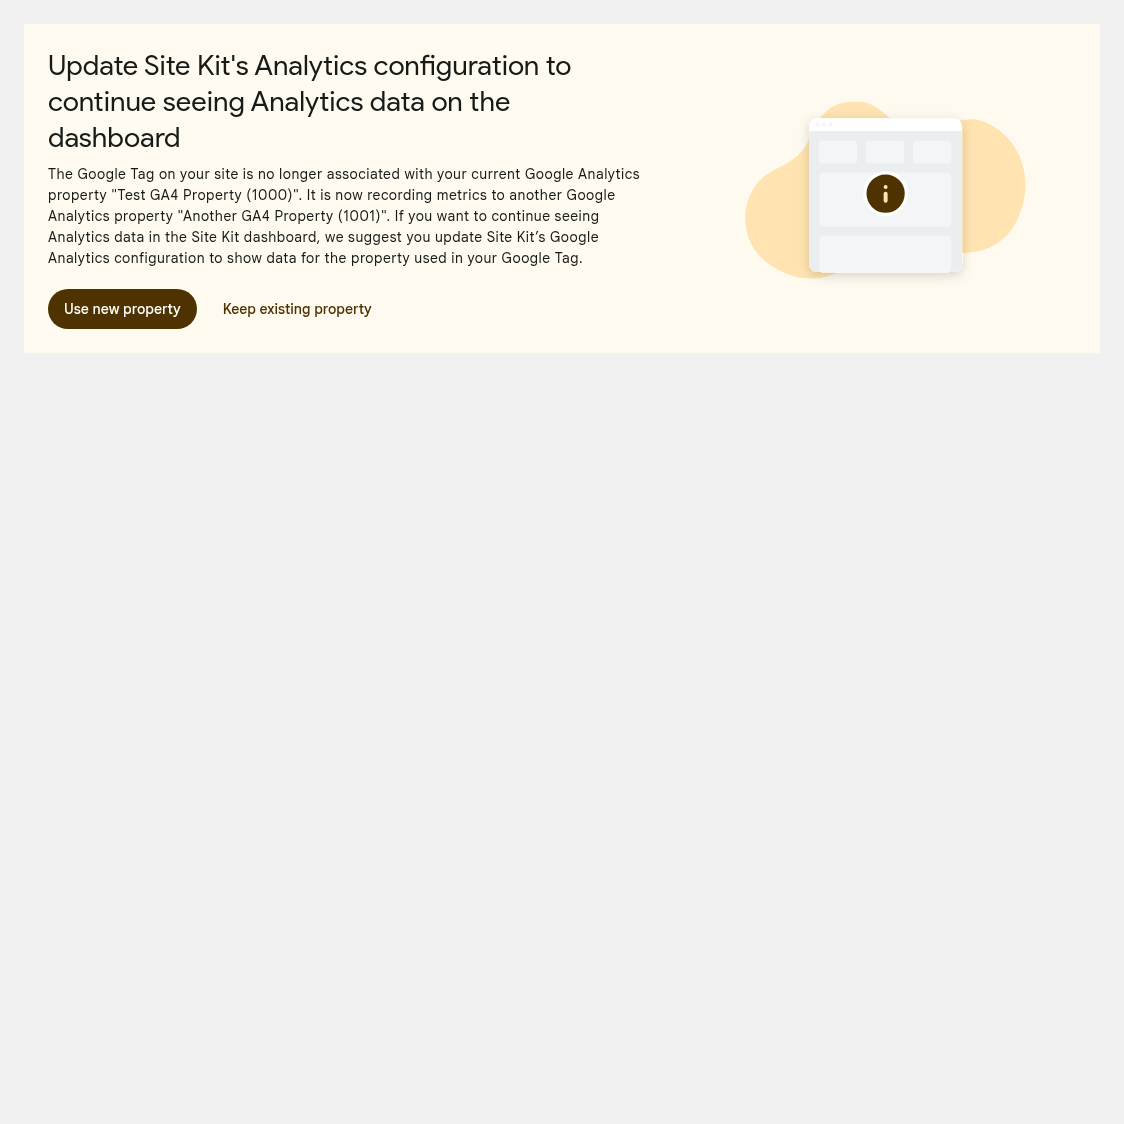 Update Site Kit's Analytics configuration to
continue seeing Analytics data on the
dashboard
The Google Tag on your site is no longer associated with your current Google Analytics
property "Test GA4 Property (1000)". It is now recording metrics to another Google
Analytics property "Another GA4 Property (1001)". If you want to continue seeing
Analytics data in the Site Kit dashboard, we suggest you update Site Kit’s Google
Analytics configuration to show data for the property used in your Google Tag.
Use new property
Keep existing property